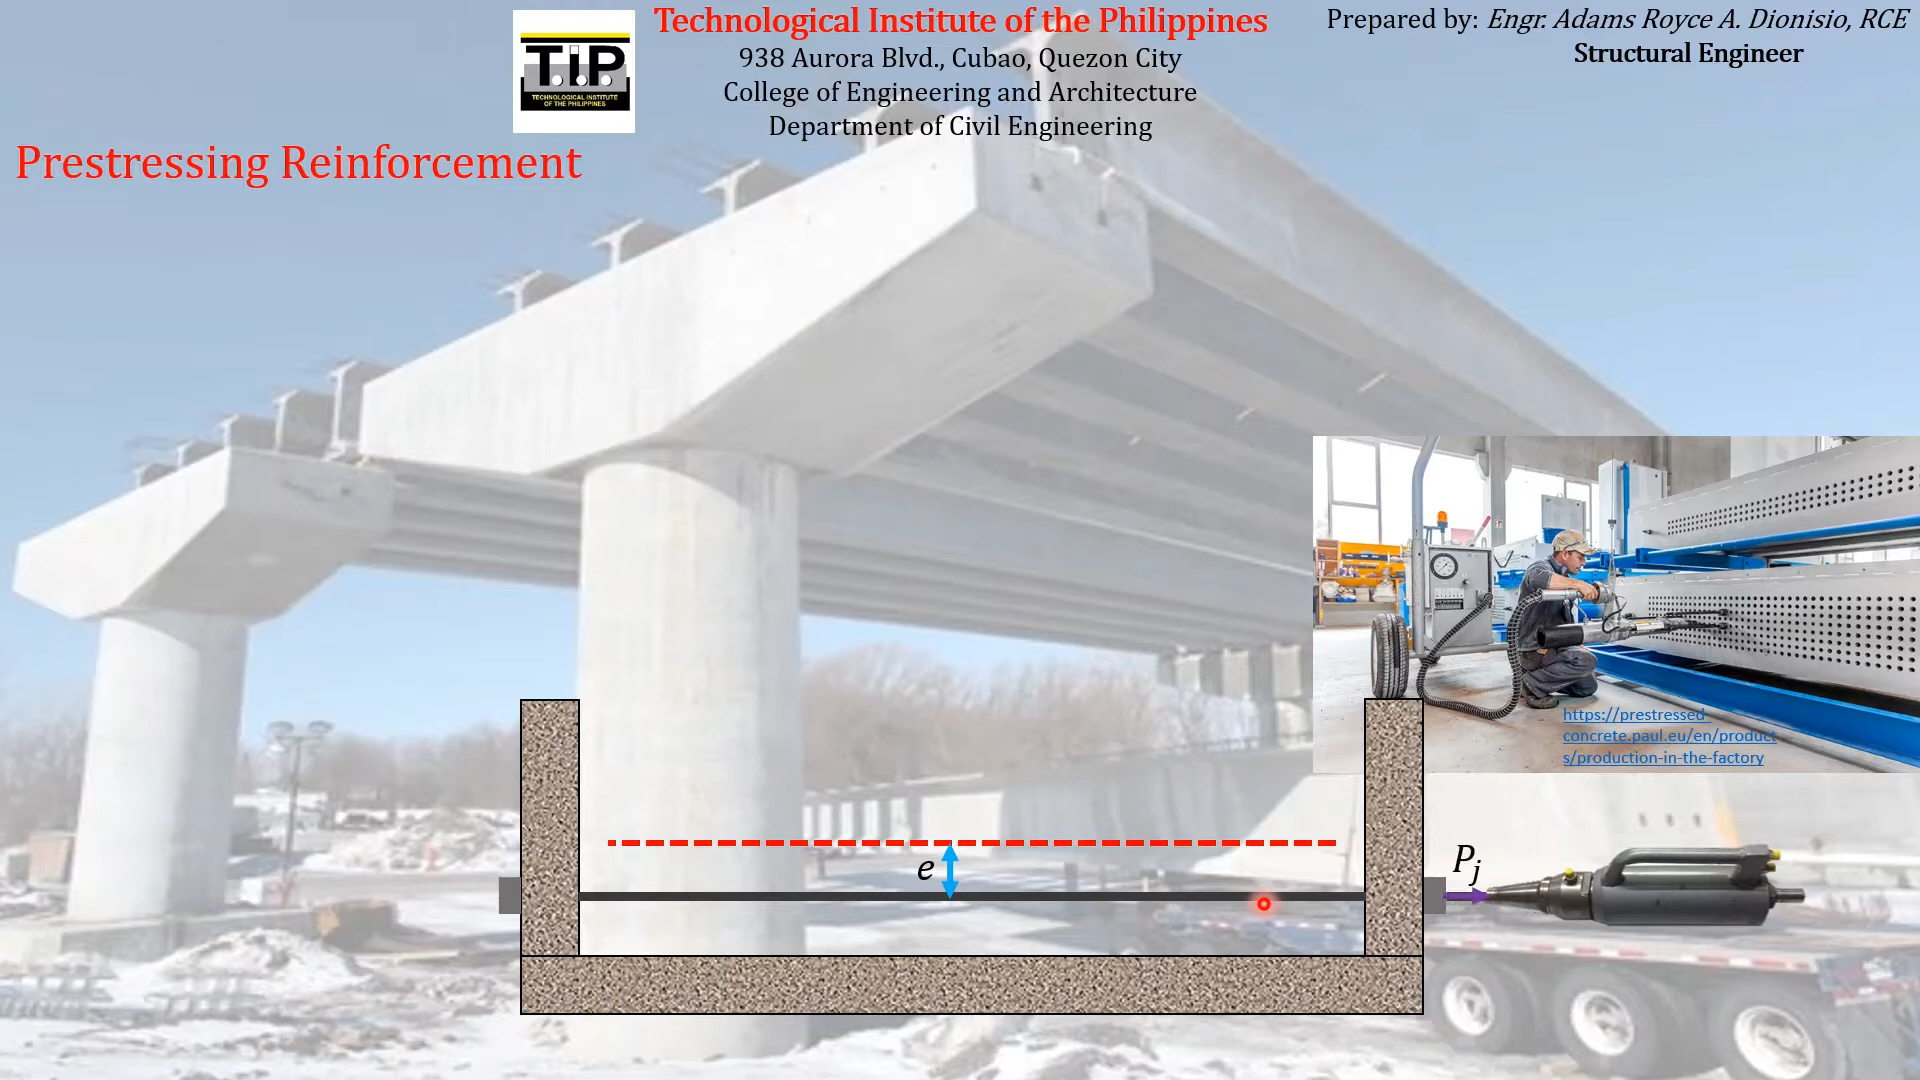 T.I.P
TECHNOLOGICAL INSTITUTE
OF THE PHILIPPINES
Technological Institute of the Philippines
938 Aurora Blvd., Cubao, Quezon City
College of Engineering and Architecture
Department of Civil Engineering
Prepared by: Engr. Adams Royce A. Dionisio, RCE
Structural Engineer
Prestressing Reinforcement
https://prestressed-
concrete.paul.eu/en/product
s/production-in-the-factory
e
Pj